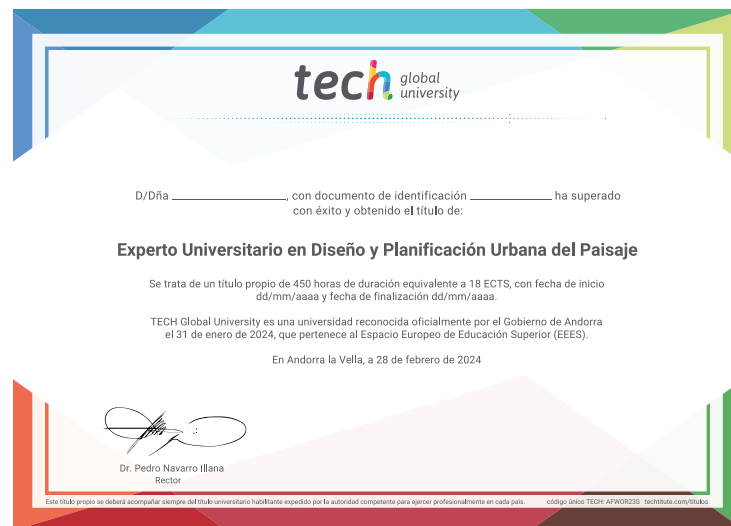 tech global university
D/Dña ____________________, con documento de identificación ______________ ha superado
con éxito y obtenido el título de:
Experto Universitario en Diseño y Planificación Urbana del Paisaje
Se trata de un título propio de 450 horas de duración equivalente a 18 ECTS, con fecha de inicio
dd/mm/aaaa y fecha de finalización dd/mm/aaaa.
TECH Global University es una universidad reconocida oficialmente por el Gobierno de Andorra
el 31 de enero de 2024, que pertenece al Espacio Europeo de Educación Superior (EEES).
En Andorra la Vella, a 28 de febrero de 2024
Dr. Pedro Navarro Illana
Rector
Este título propio se deberá acompañar siempre del título universitario habilitante expedido por la autoridad competente para ejercer profesionalmente en cada país. código único TECH: AFWOR23S techtitute.com/titulos